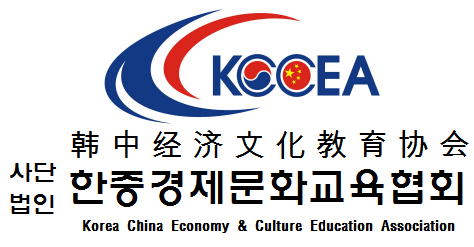 KCCEA
韩中经济文化教育协会
사단
법인
한중경제문화교육협회
Korea China Economy & Culture Education Association